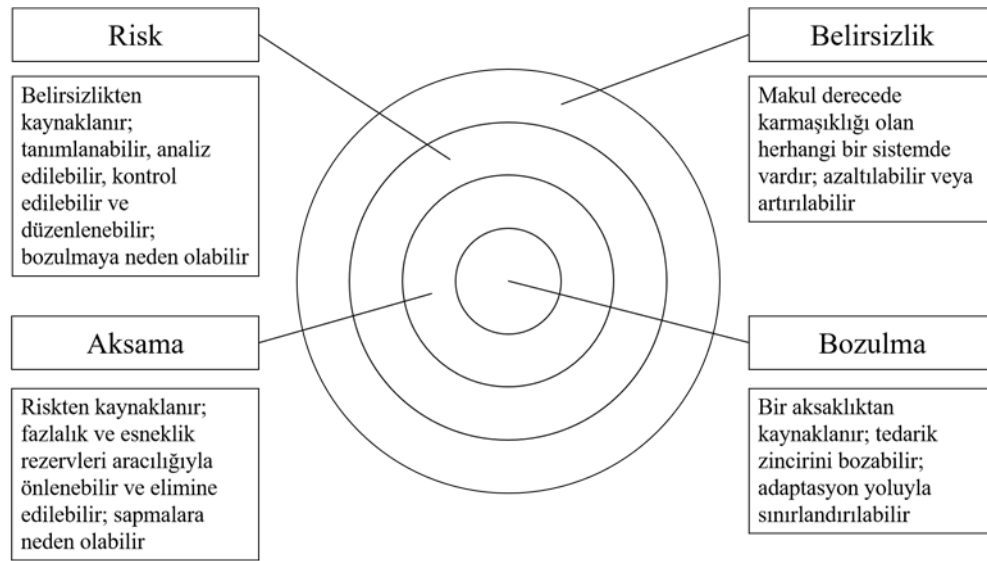 Risk
Belirsizlikten
kaynaklanır;
tanımlanabilir, analiz
edilebilir, kontrol
edilebilir ve
düzenlenebilir;
bozulmaya neden olabilir
Belirsizlik
Makul derecede
karmaşıklığı olan
herhangi bir sistemde
vardır; azaltılabilir veya
artırılabilir
Aksama
Riskten kaynaklanır;
fazlalık ve esneklik
rezervleri aracılığıyla
önlenebilir ve elimine
edilebilir; sapmalara
neden olabilir
Bozulma
Bir aksaklıktan
kaynaklanır; tedarik
zincirini bozabilir;
adaptasyon yoluyla
sınırlandırılabilir